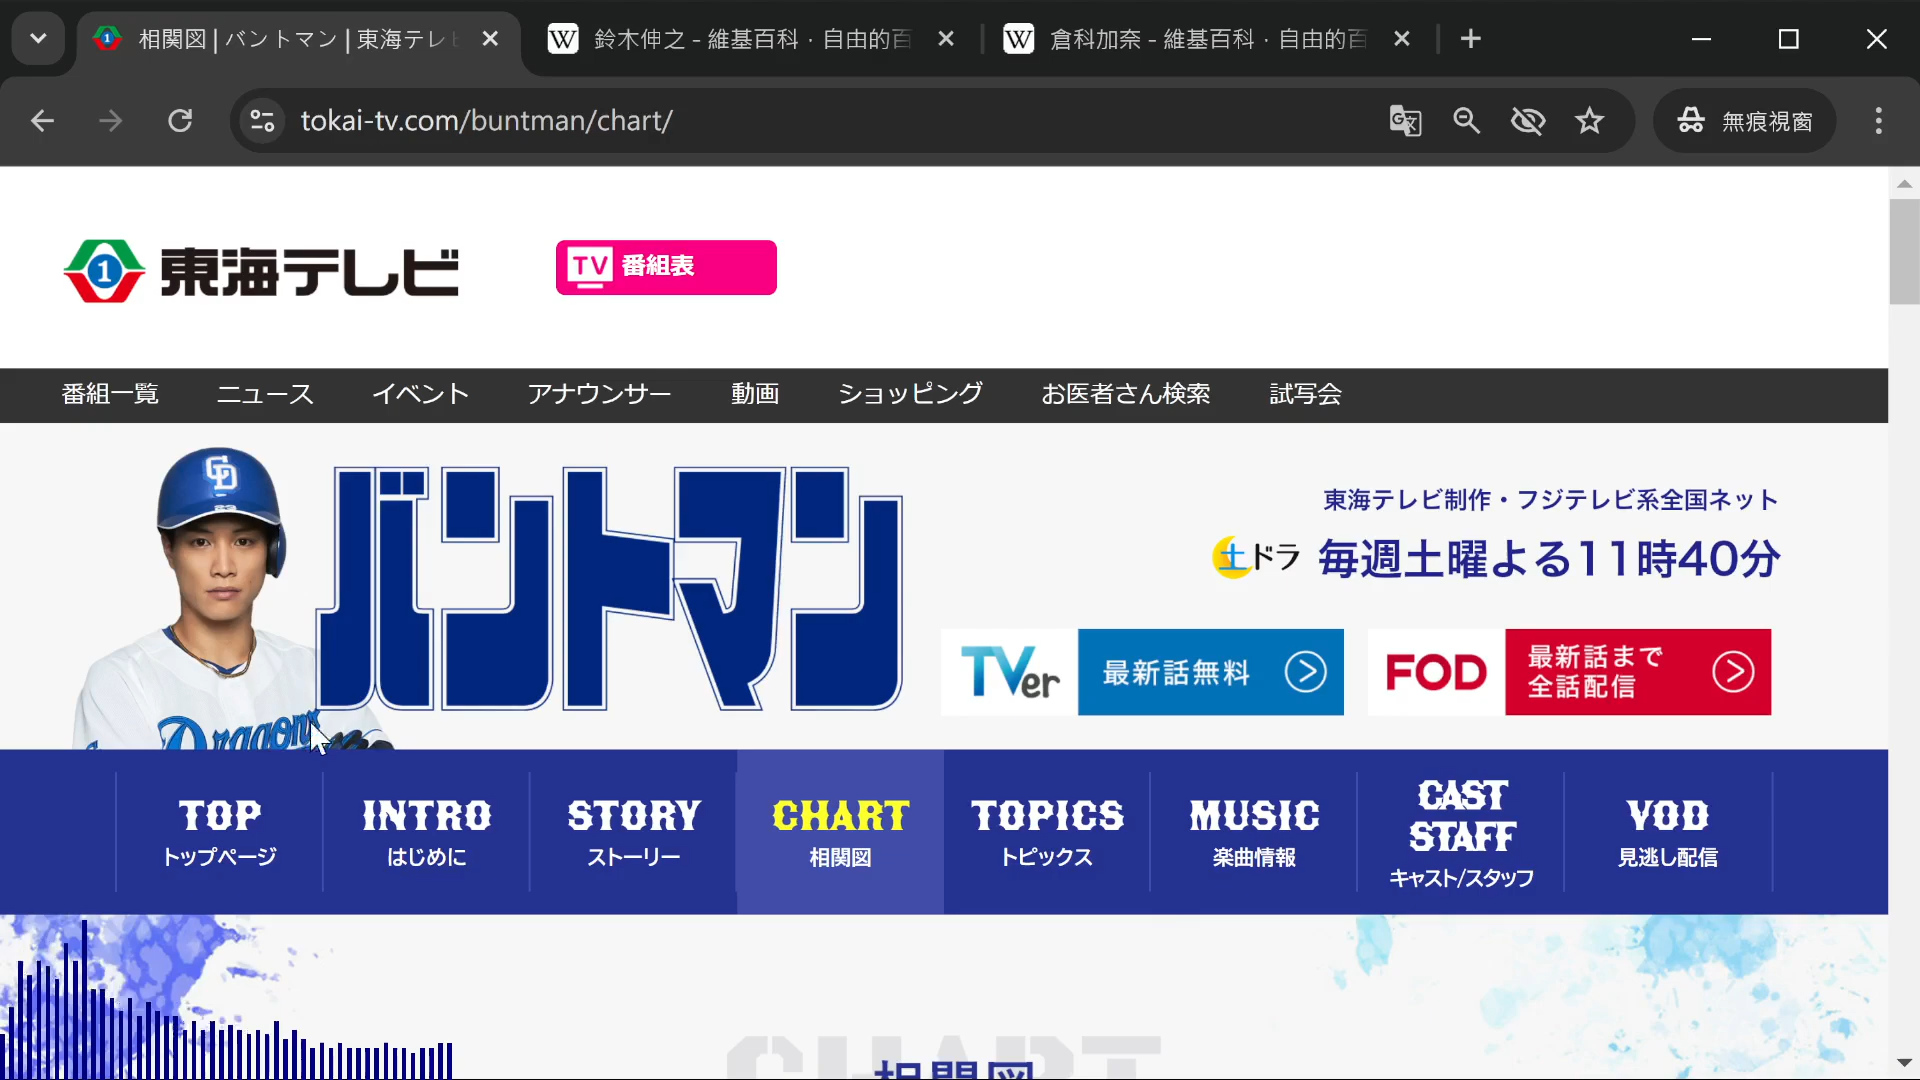 相関図 | バントマン | 東海テレビ
鈴木伸之 - 維基百科，自由的百
倉科加奈 - 維基百科，自由的百
tokai-tv.com/buntman/chart/
無痕視窗
1 東海テレビ
TV 番組表
番組一覧 ニュース イベント アナウンサー 動画 ショッピング お医者さん検索 試写会
CD
バントマン
Dragons
東海テレビ制作・フジテレビ系全国ネット
土ドラ 毎週土曜よる11時40分
TVer 最新話無料
FOD 最新話まで
全話配信
TOP
トップページ
INTRO
はじめに
STORY
ストーリー
CHART
相関図
TOPICS
トピックス
MUSIC
楽曲情報
CAST
STAFF
キャスト/スタッフ
VOD
見逃し配信
CHART
相関図